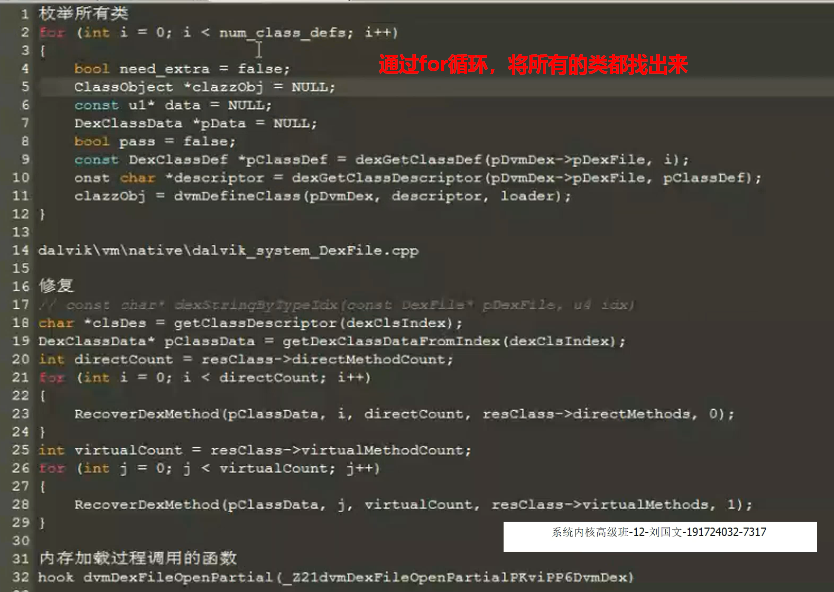 1 枚举所有类
2 for (int i = 0; i < num_class_defs; i++)
3 {
通过for循环，将所有的类都找出来
4 bool need_extra = false;
5 ClassObject *clazzObj = NULL;
6 const u1* data = NULL;
7 DexClassData *pData = NULL;
8 bool pass = false;
9 const DexClassDef *pClassDef = dexGetClassDef(pDvmDex->pDexFile, i);
10 onst char *descriptor = dexGetClassDescriptor(pDvmDex->pDexFile, pClassDef);
11 clazzObj = dvmDefineClass(pDvmDex, descriptor, loader);
12 }
13
14 dalvik\vm\native\dalvik_system_DexFile.cpp
15
16 修复
17 // const char* dexStringByTypeIdx(const DexFile* pDexFile, u4 idx)
18 char *clsDes = getClassDescriptor(dexClsIndex);
19 DexClassData* pClassData = getDexClassDataFromIndex(dexClsIndex);
20 int directCount = resClass->directMethodCount;
21 for (int i = 0; i < directCount; i++)
22 {
23 RecoverDexMethod(pClassData, i, directCount, resClass->directMethods, 0);
24 }
25 int virtualCount = resClass->virtualMethodCount;
26 for (int j = 0; j < virtualCount; j++)
27 {
28 RecoverDexMethod(pClassData, j, virtualCount, resClass->virtualMethods, 1);
29 }
系统内核高级班-12-刘国文-191724032-7317
30
31 内存加载过程调用的函数
32 hook dvmDexFileOpenPartial(_Z21dvmDexFileOpenPartialPKviPP6DvmDex)